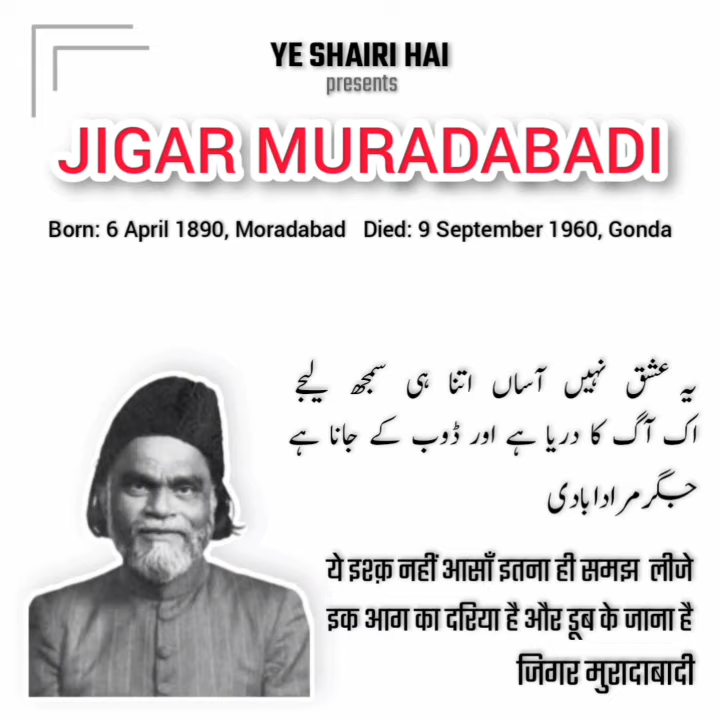 YE SHAIRI HAI
presents
JIGAR MURADABADI
Born: 6 April 1890, Moradabad Died: 9 September 1960, Gonda
یہ عشق نہیں آساں اتنا ہی سمجھ لیجے
اک آگ کا دریا ہے اور ڈوب کے جانا ہے
جگر مرادابادی
ये इश्क़ नहीं आसाँ इतना ही समझ लीजे
इक आग का दरिया है और डूब के जाना है
जिगर मुरादाबादी